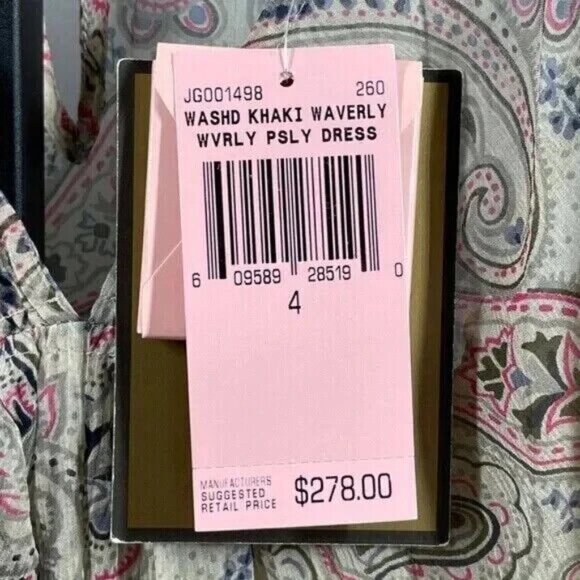 JG001498 260
WASHD KHAKI WAVERLY
WVRLY PSLY DRESS
6 09589 28519 0
4
MANUFACTURERS
SUGGESTED
RETAIL PRICE $278.00